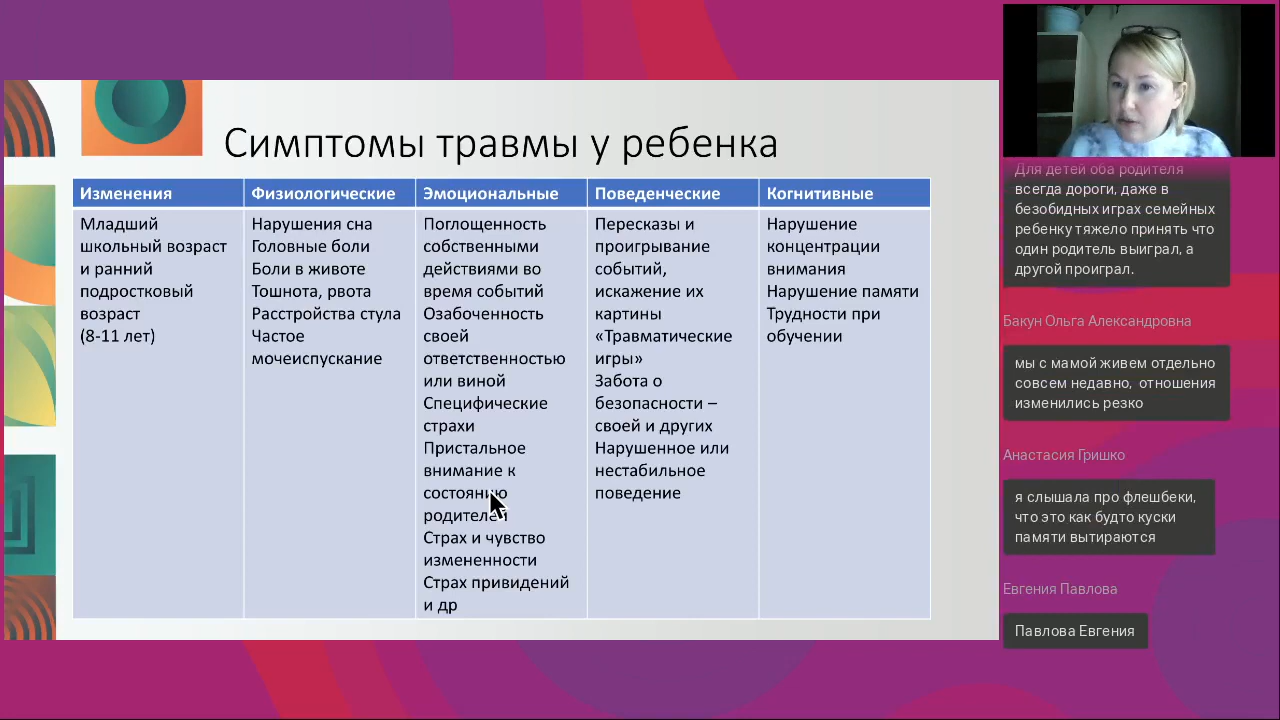 Симптомы травмы у ребенка
Изменения
Младший
школьный возраст
и ранний
подростковый
возраст
(8-11 лет)
Физиологические
Нарушения сна
Головные боли
Боли в животе
Тошнота, рвота
Расстройства стула
Частое
мочеиспускание
Эмоциональные
Поглощенность
собственными
действиями во
время событий
Озабоченность
своей
ответственностью
или виной
Специфические
страхи
Пристальное
внимание к
состоянию
родителей
Страх и чувство
измененности
Страх привидений
и др
Поведенческие
Пересказы и
проигрывание
событий,
искажение их
картины
«Травматические
игры»
Забота о
безопасности –
своей и других
Нарушенное или
нестабильное
поведение
Когнитивные
Нарушение
концентрации
внимания
Нарушение памяти
Трудности при
обучении
Для детей оба родителя
всегда дороги, даже в
безобидных играх семейных
ребенку тяжело принять что
один родитель выиграл, а
другой проиграл.
Бакун Ольга Александровна
мы с мамой живем отдельно
совсем недавно, отношения
изменились резко
Анастасия Гришко
я слышала про флешбеки,
что это как будто куски
памяти вытираются
Евгения Павлова
Павлова Евгения